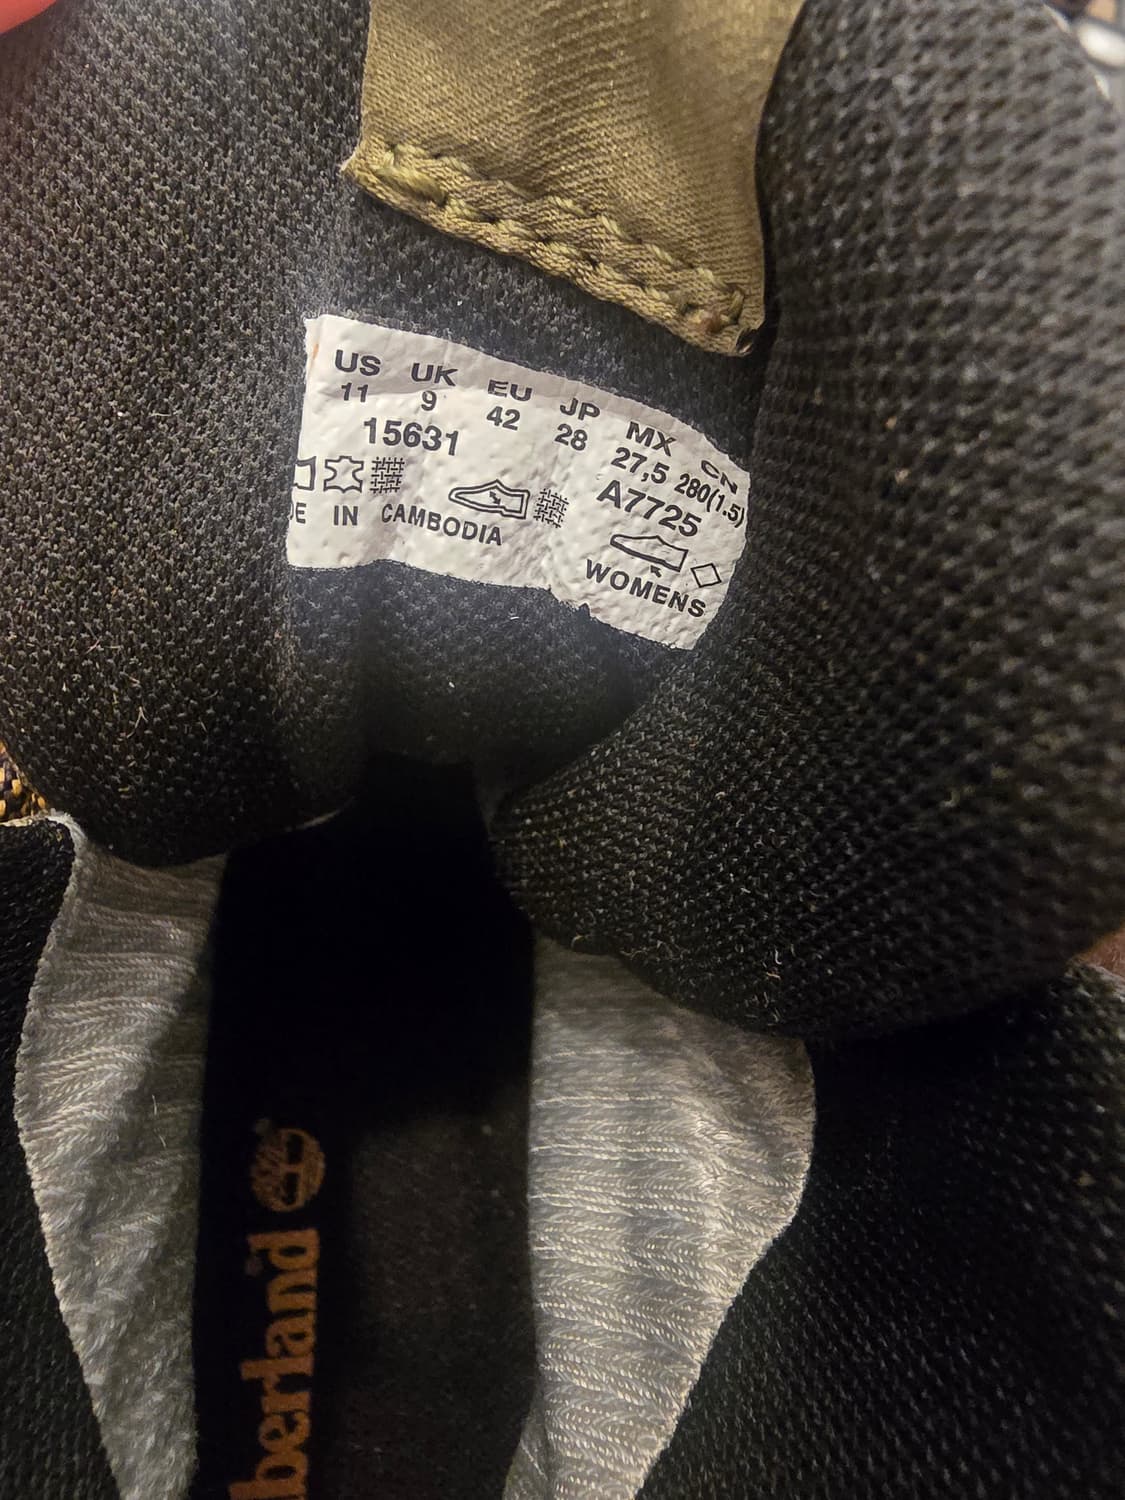 US UK EU JP MX CN
11 9 42 28 27,5 280(1.5)
15631 A7725
DE IN CAMBODIA
WOMENS
berland